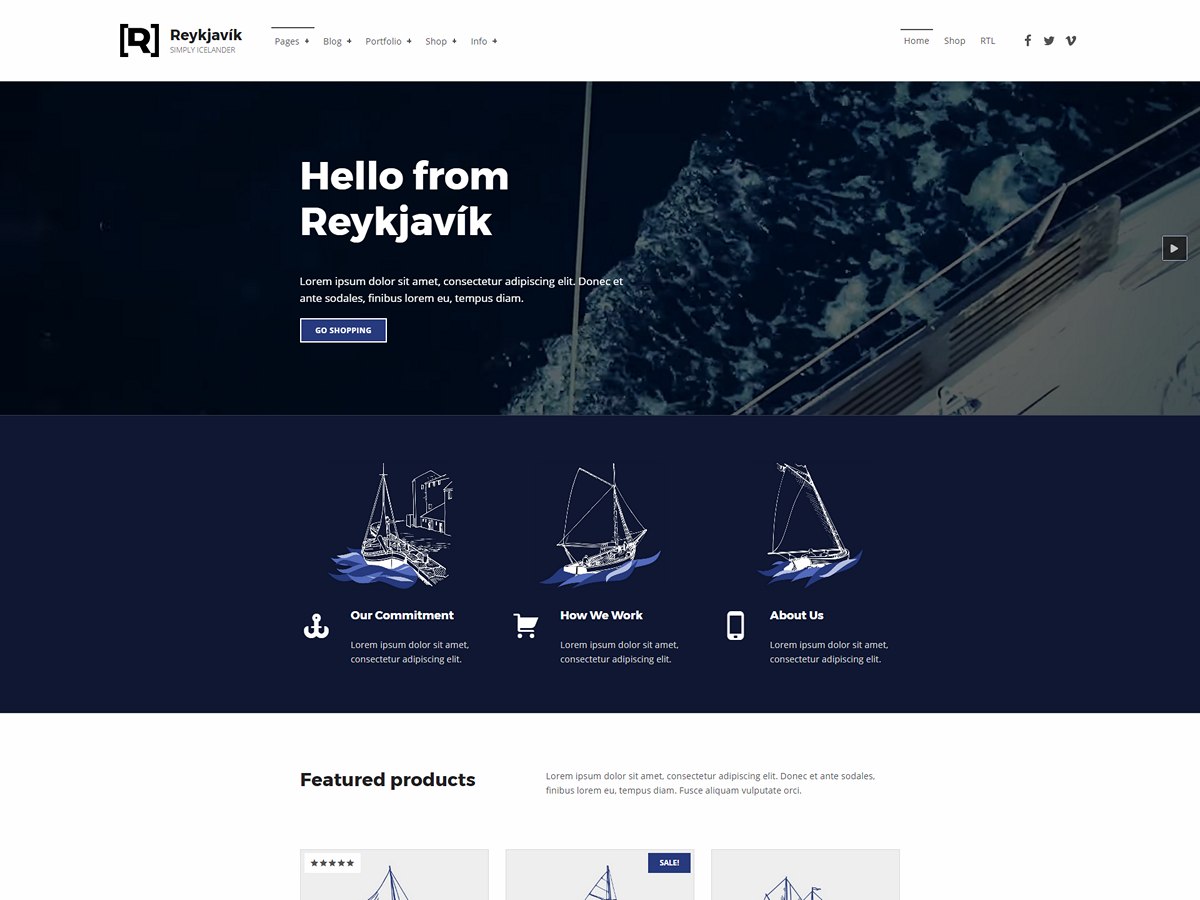 [R] Reykjavík
SIMPLY ICELANDER
Pages + Blog + Portfolio + Shop + Info +
Home Shop RTL
Hello from
Reykjavík
Lorem ipsum dolor sit amet, consectetur adipiscing elit. Donec et
ante sodales, finibus lorem eu, tempus diam.
GO SHOPPING
Our Commitment
Lorem ipsum dolor sit amet,
consectetur adipiscing elit.
How We Work
Lorem ipsum dolor sit amet,
consectetur adipiscing elit.
About Us
Lorem ipsum dolor sit amet,
consectetur adipiscing elit.
Featured products
Lorem ipsum dolor sit amet, consectetur adipiscing elit. Donec et ante sodales,
finibus lorem eu, tempus diam. Fusce aliquam vulputate orci.
SALE!